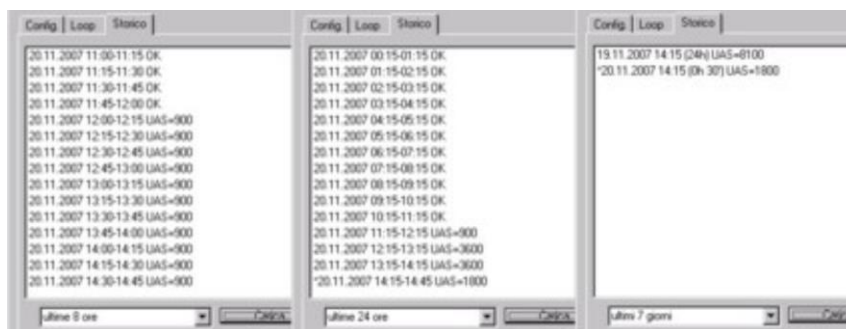 Config. Loop Storico
20.11.2007 11:00-11:15 OK
20.11.2007 11:15-11:30 OK
20.11.2007 11:30-11:45 OK
20.11.2007 11:45-12:00 OK
20.11.2007 12:00-12:15 UAS=900
20.11.2007 12:15-12:30 UAS=900
20.11.2007 12:30-12:45 UAS=900
20.11.2007 12:45-13:00 UAS=900
20.11.2007 13:00-13:15 UAS=900
20.11.2007 13:15-13:30 UAS=900
20.11.2007 13:30-13:45 UAS=900
20.11.2007 13:45-14:00 UAS=900
20.11.2007 14:00-14:15 UAS=900
20.11.2007 14:15-14:30 UAS=900
20.11.2007 14:30-14:45 UAS=900
ultime 8 ore
Carica
Config. Loop Storico
20.11.2007 00:15-01:15 OK
20.11.2007 01:15-02:15 OK
20.11.2007 02:15-03:15 OK
20.11.2007 03:15-04:15 OK
20.11.2007 04:15-05:15 OK
20.11.2007 05:15-06:15 OK
20.11.2007 06:15-07:15 OK
20.11.2007 07:15-08:15 OK
20.11.2007 08:15-09:15 OK
20.11.2007 09:15-10:15 OK
20.11.2007 10:15-11:15 OK
20.11.2007 11:15-12:15 UAS=900
20.11.2007 12:15-13:15 UAS=3600
20.11.2007 13:15-14:15 UAS=3600
*20.11.2007 14:15-14:45 UAS=1800
ultime 24 ore
Carica
Config. Loop Storico
19.11.2007 14:15 (24h) UAS=8100
*20.11.2007 14:15 (0h 30') UAS=1800
ultimi 7 giorni